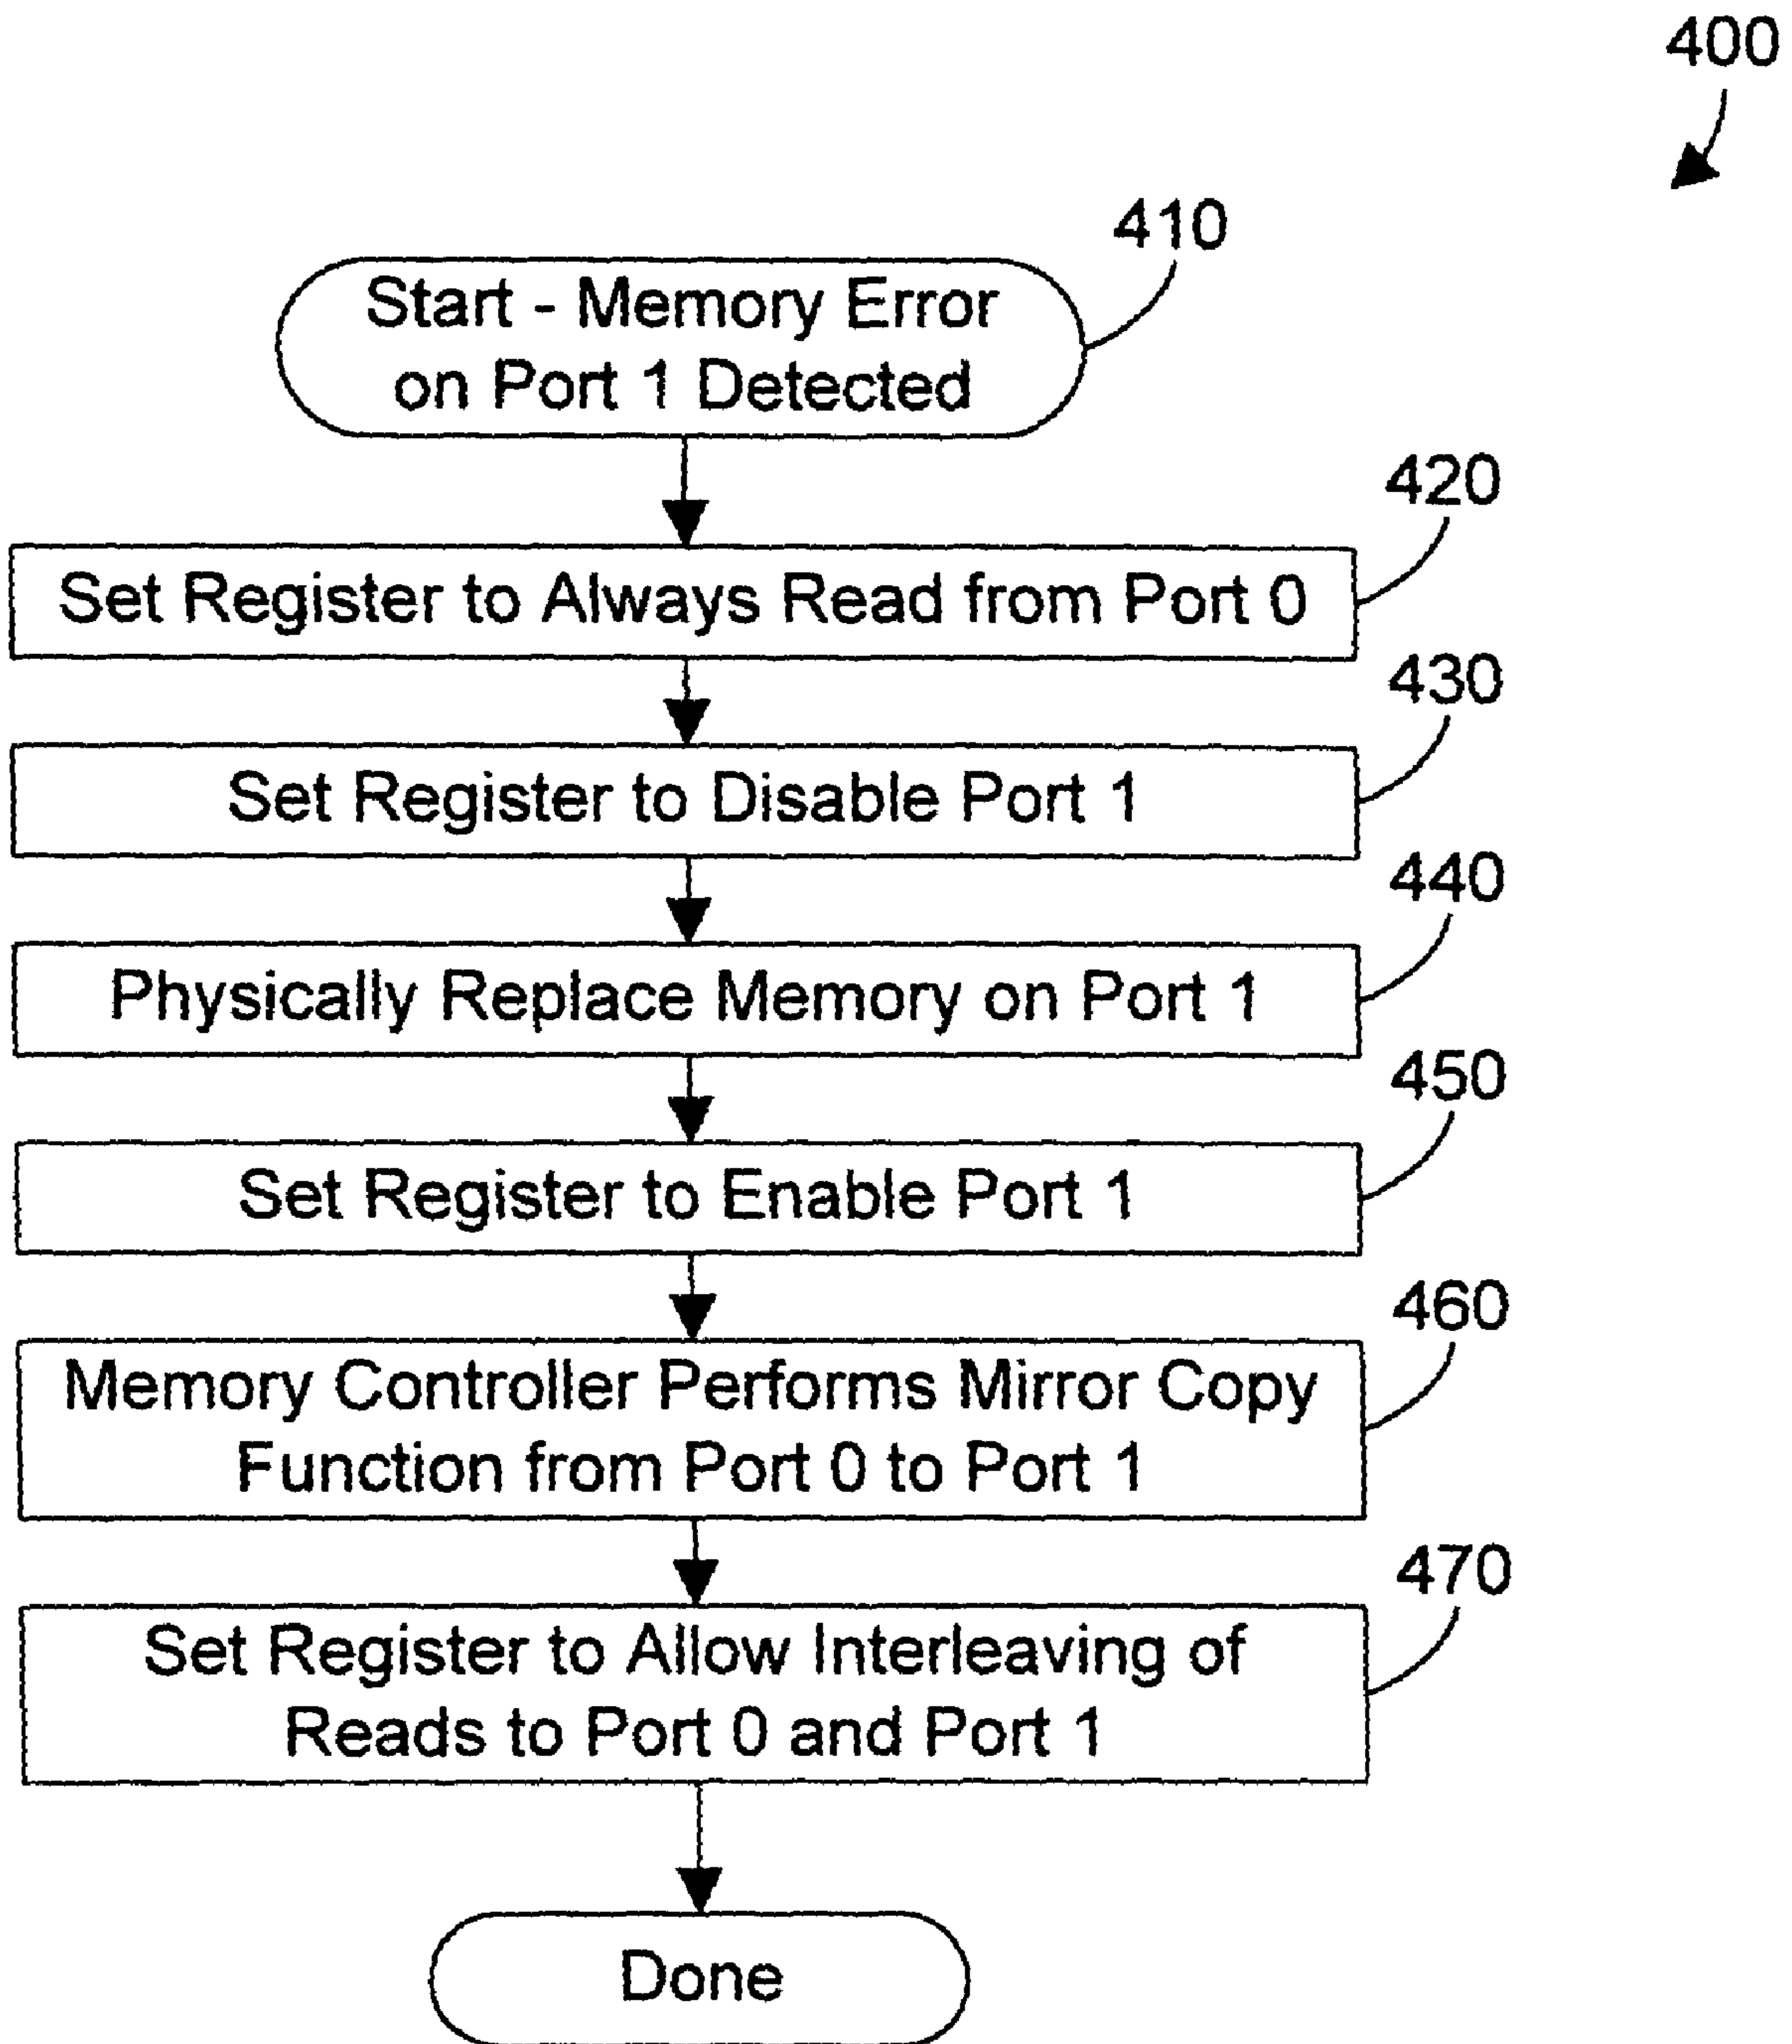 400
410
Start - Memory Error
on Port 1 Detected
420
Set Register to Always Read from Port 0
430
Set Register to Disable Port 1
440
Physically Replace Memory on Port 1
450
Set Register to Enable Port 1
460
Memory Controller Performs Mirror Copy
Function from Port 0 to Port 1
470
Set Register to Allow Interleaving of
Reads to Port 0 and Port 1
Done